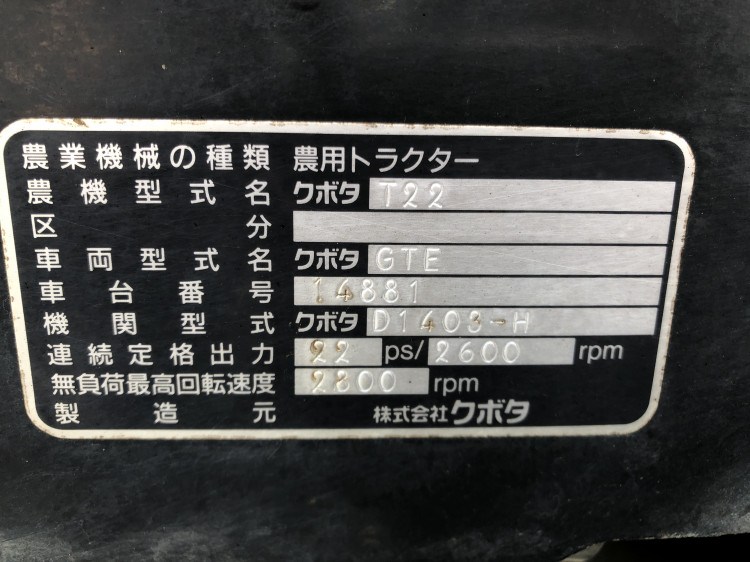 農業機械の種類 農用トラクター
農機型式名 クボタ T22
区分
車両型式名 クボタ GTE
車台番号 14881
機関型式 クボタ D1403-H
連続定格出力 22 ps/ 2600 rpm
無負荷最高回転速度 2800 rpm
製造元 株式会社クボタ